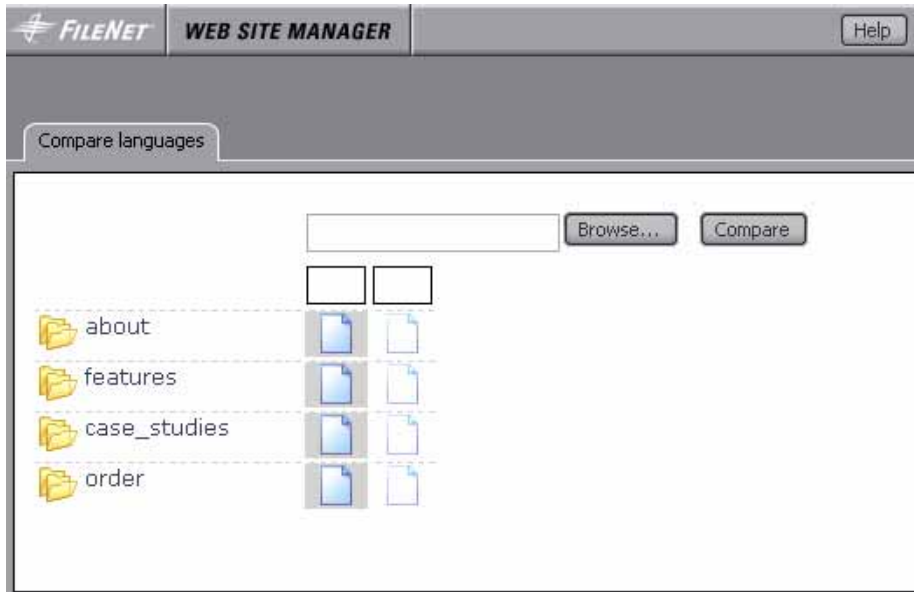 FILENET WEB SITE MANAGER Help
Compare languages
Browse... Compare
about
features
case_studies
order